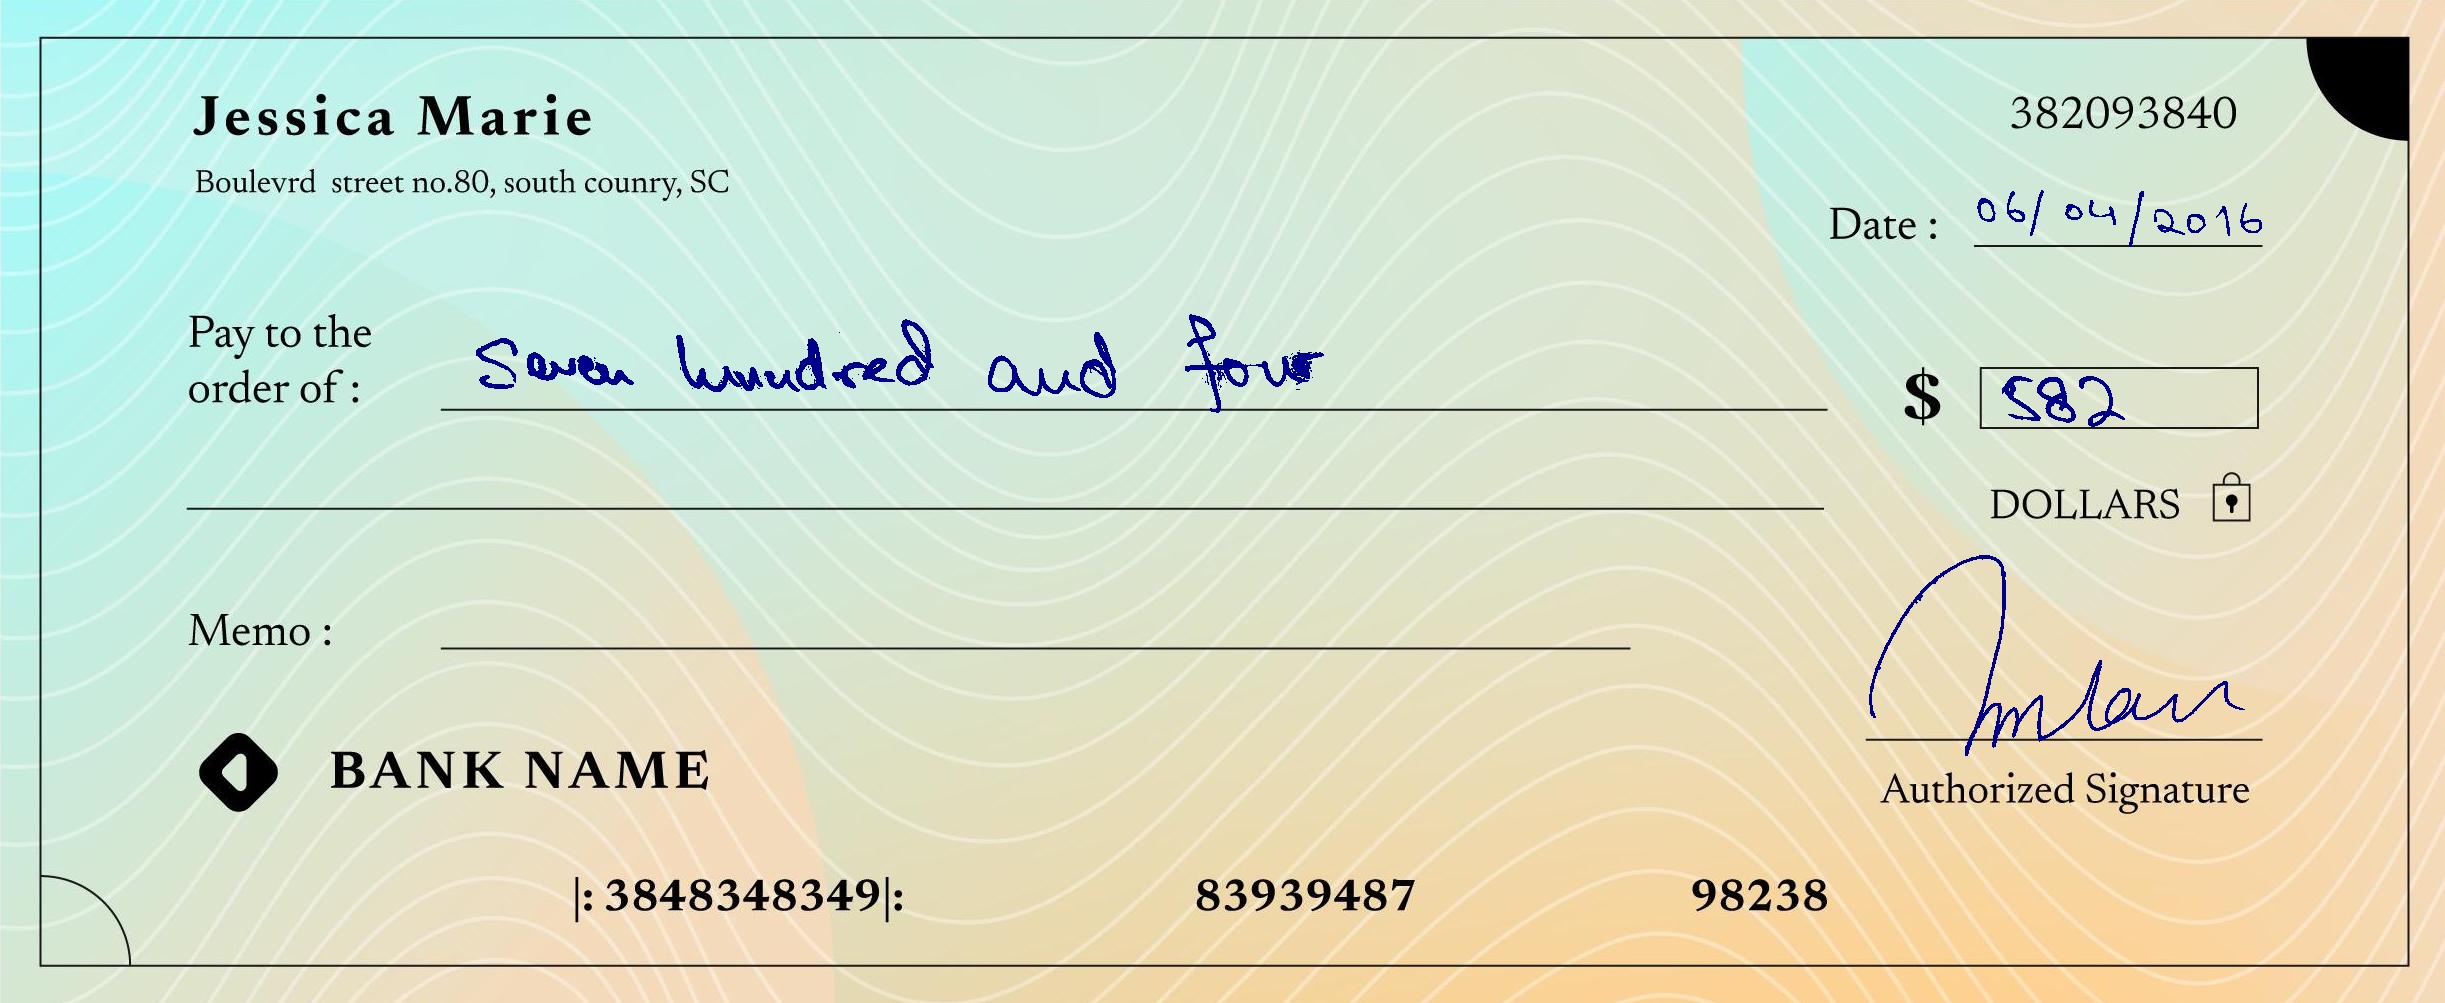 Jessica Marie
382093840
Boulevrd street no.80, south counry, SC
Date : 06/04/2016
Pay to the
order of : Seven hundred and four
$ 582
DOLLARS
Memo :
BANK NAME
Authorized Signature
|: 3848348349|: 83939487 98238